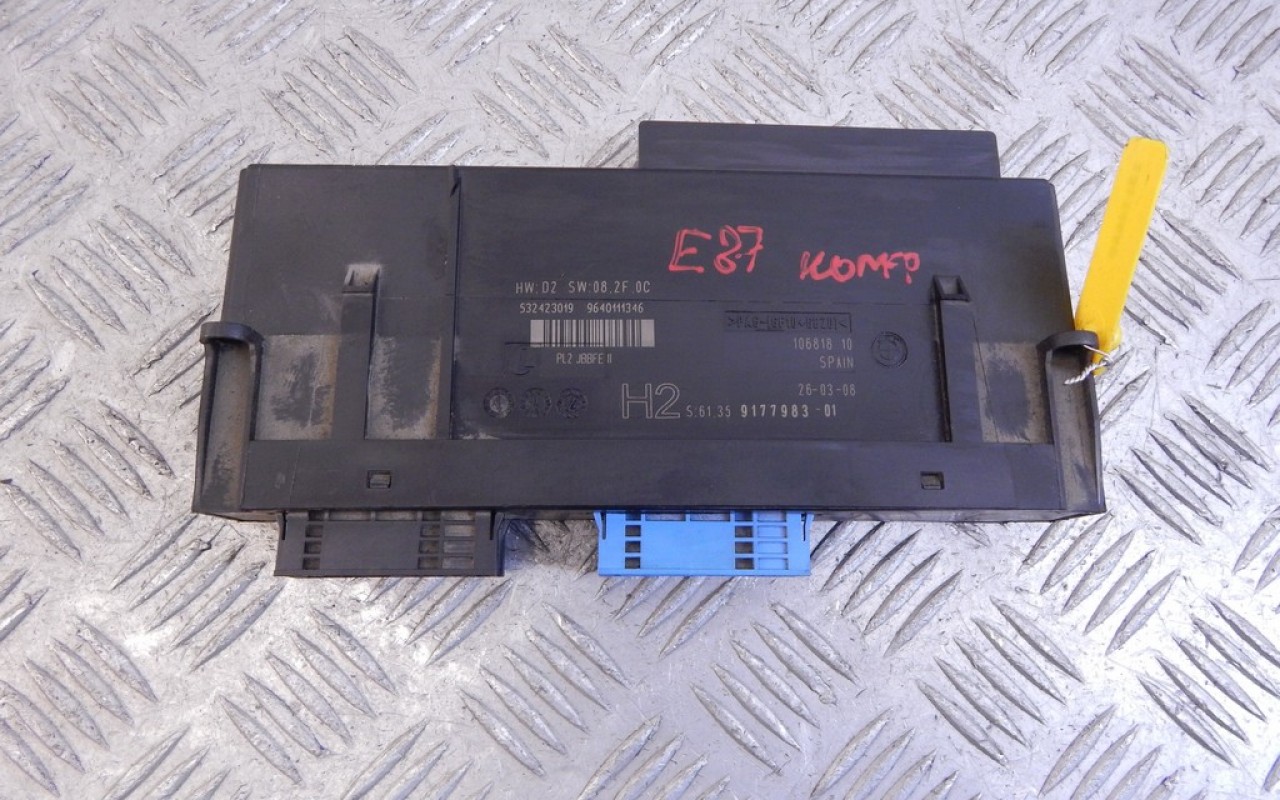 E87 КОМФ
HW:D2 SW:08.2F.0C
532423019 9640111346
PL2 JBBFE II
106818 10
SPAIN
26-03-08
H2 S:61.35 9177983-01